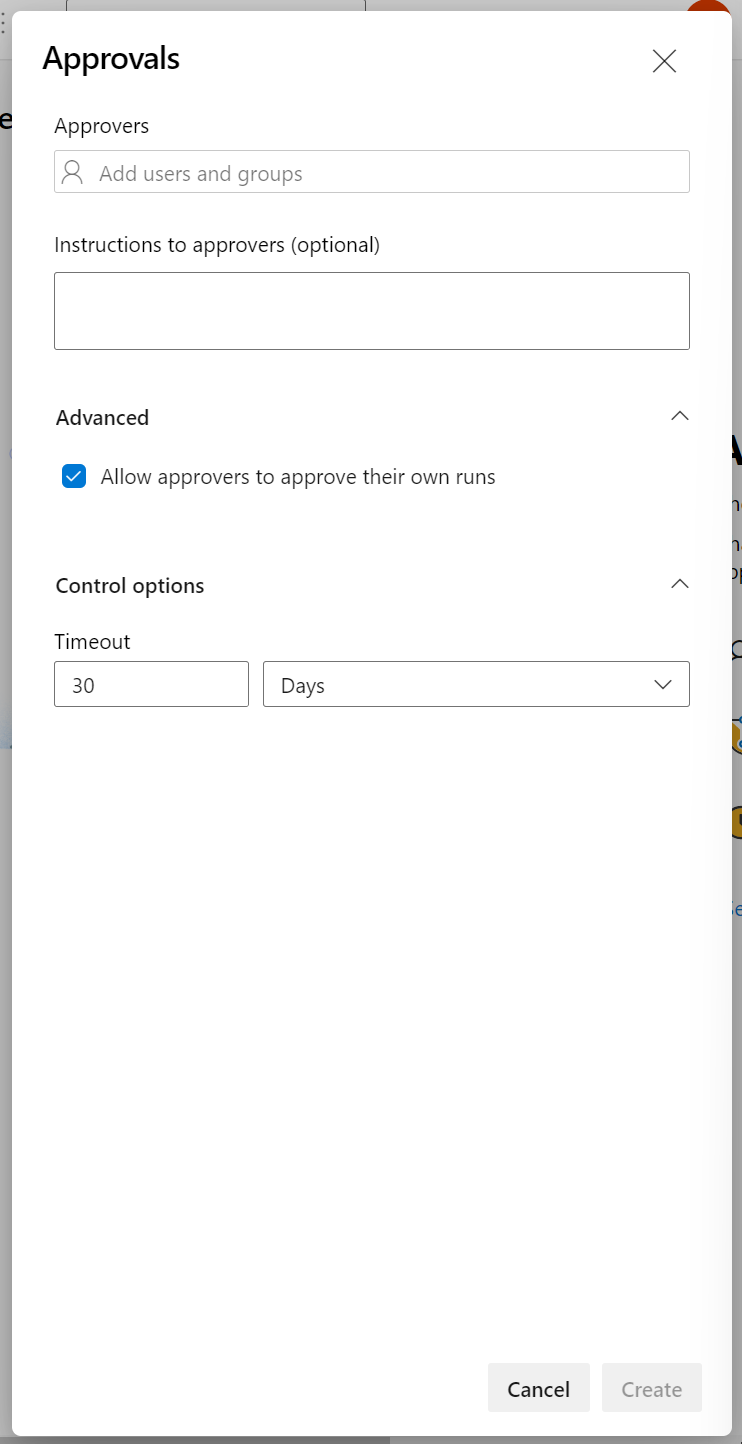 Approvals
Approvers
Add users and groups
Instructions to approvers (optional)
Advanced
Allow approvers to approve their own runs
Control options
Timeout
30 Days
Cancel Create